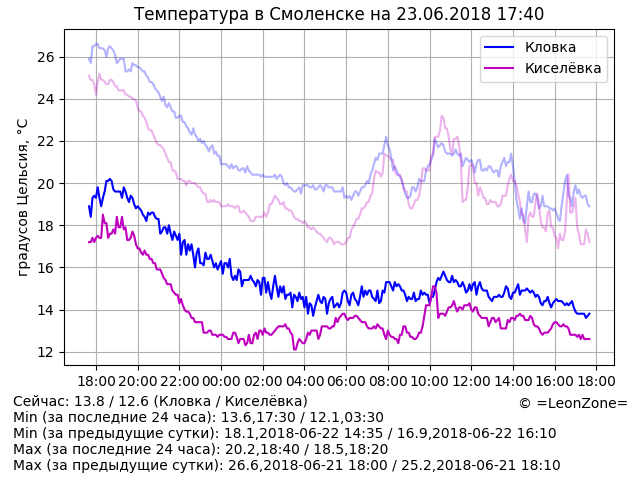 Температура в Смоленске на 23.06.2018 17:40
Кловка
Киселёвка
градусов Цельсия, °C
26
24
22
20
18
16
14
12
18:00 20:00 22:00 00:00 02:00 04:00 06:00 08:00 10:00 12:00 14:00 16:00 18:00
Сейчас: 13.8 / 12.6 (Кловка / Киселёвка)
© =LeonZone=
Min (за последние 24 часа): 13.6,17:30 / 12.1,03:30
Min (за предыдущие сутки): 18.1,2018-06-22 14:35 / 16.9,2018-06-22 16:10
Max (за последние 24 часа): 20.2,18:40 / 18.5,18:20
Max (за предыдущие сутки): 26.6,2018-06-21 18:00 / 25.2,2018-06-21 18:10